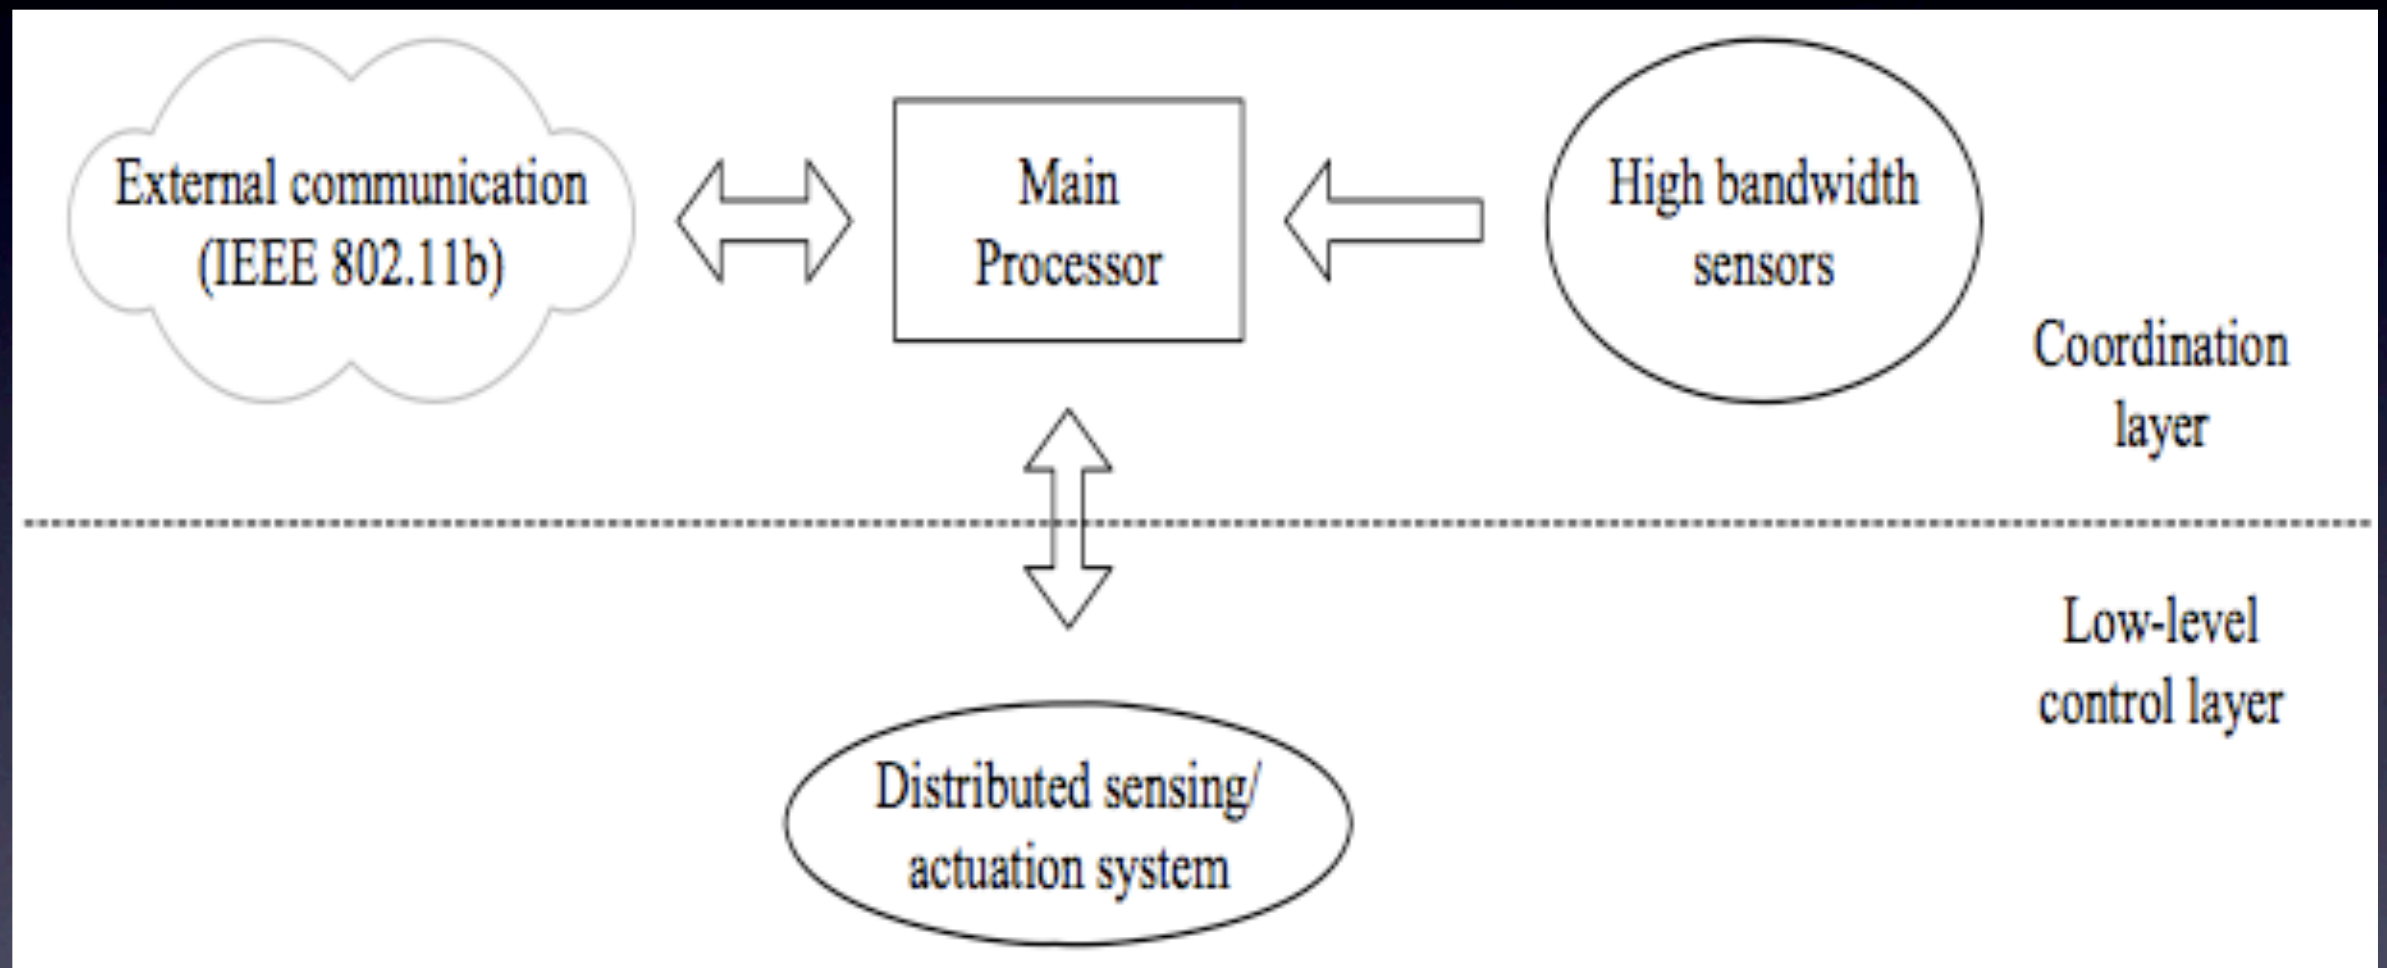 External communication
(IEEE 802.11b)
Main
Processor
High bandwidth
sensors
Coordination
layer
Low-level
control layer
Distributed sensing/
actuation system